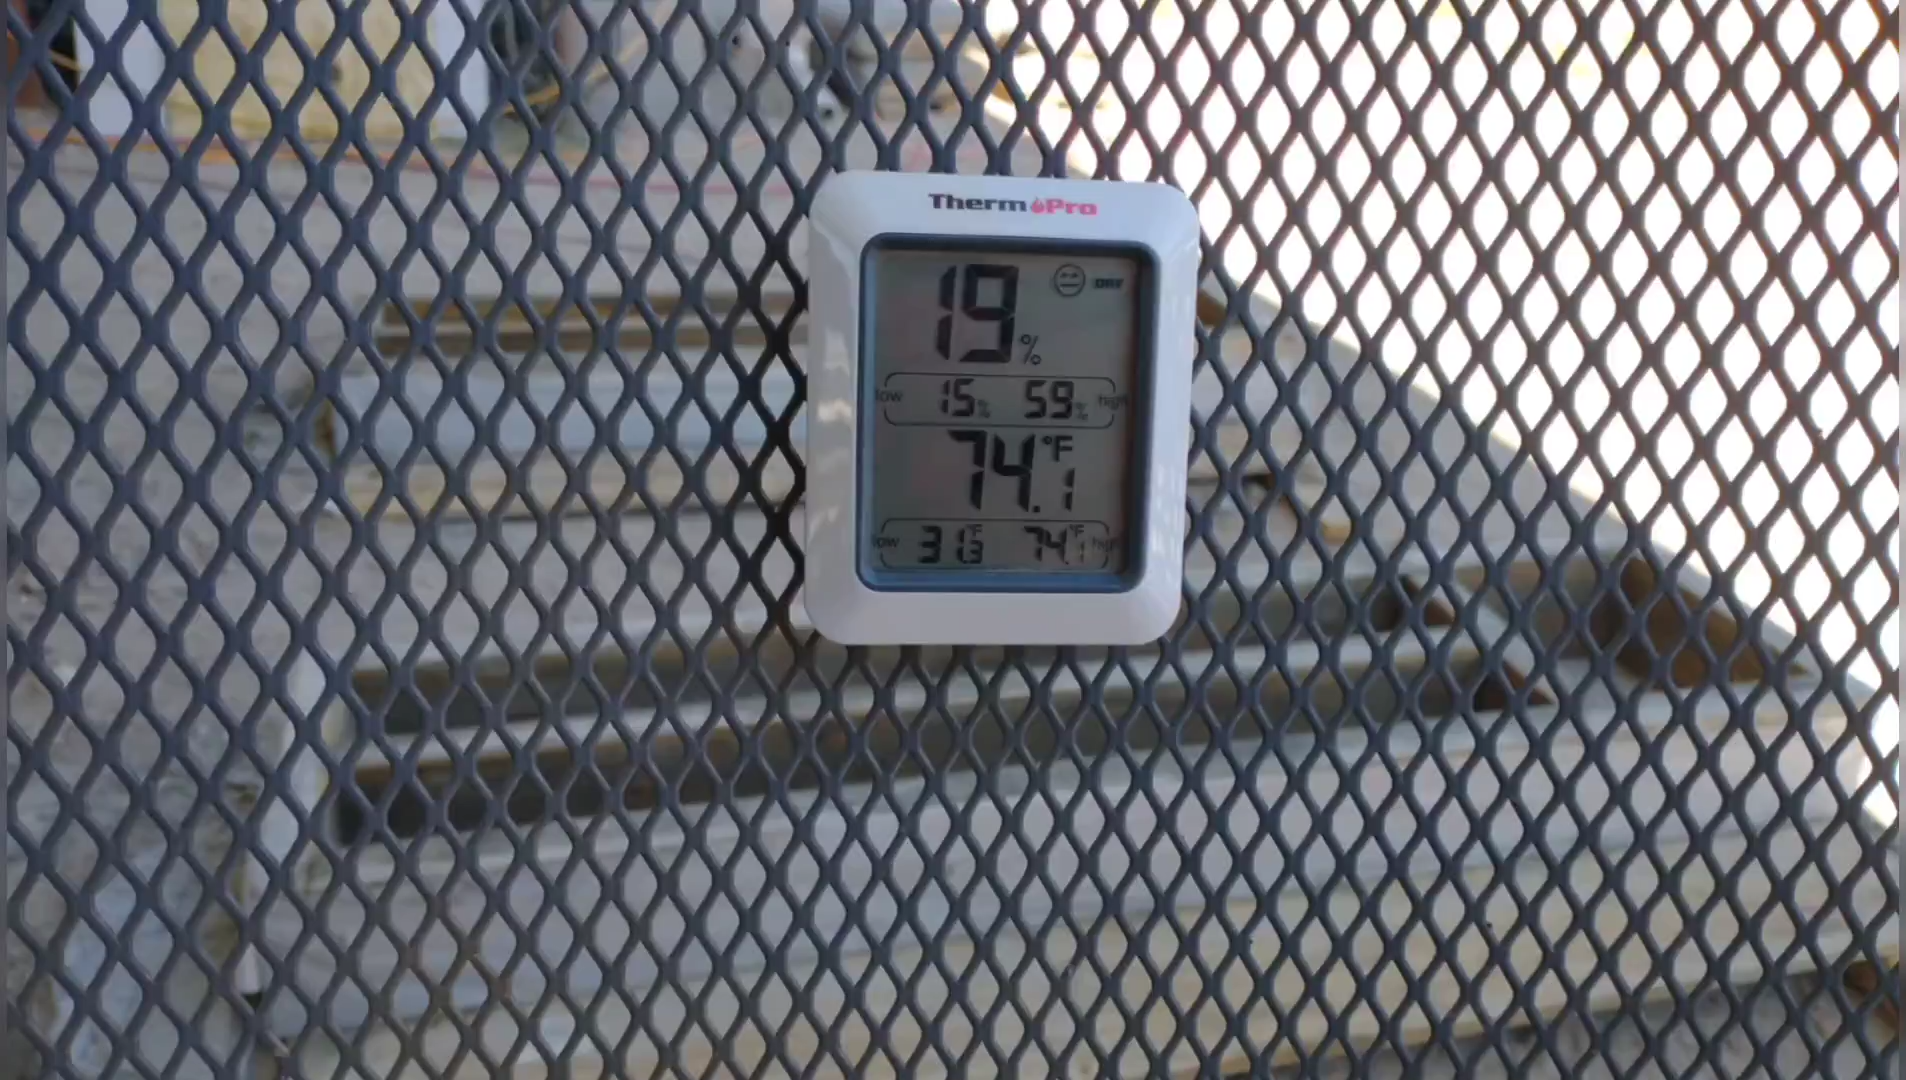 ThermoPro
19% DRY
low 15% 59% high
74.1°F
low 31.3°F 74.1°F high